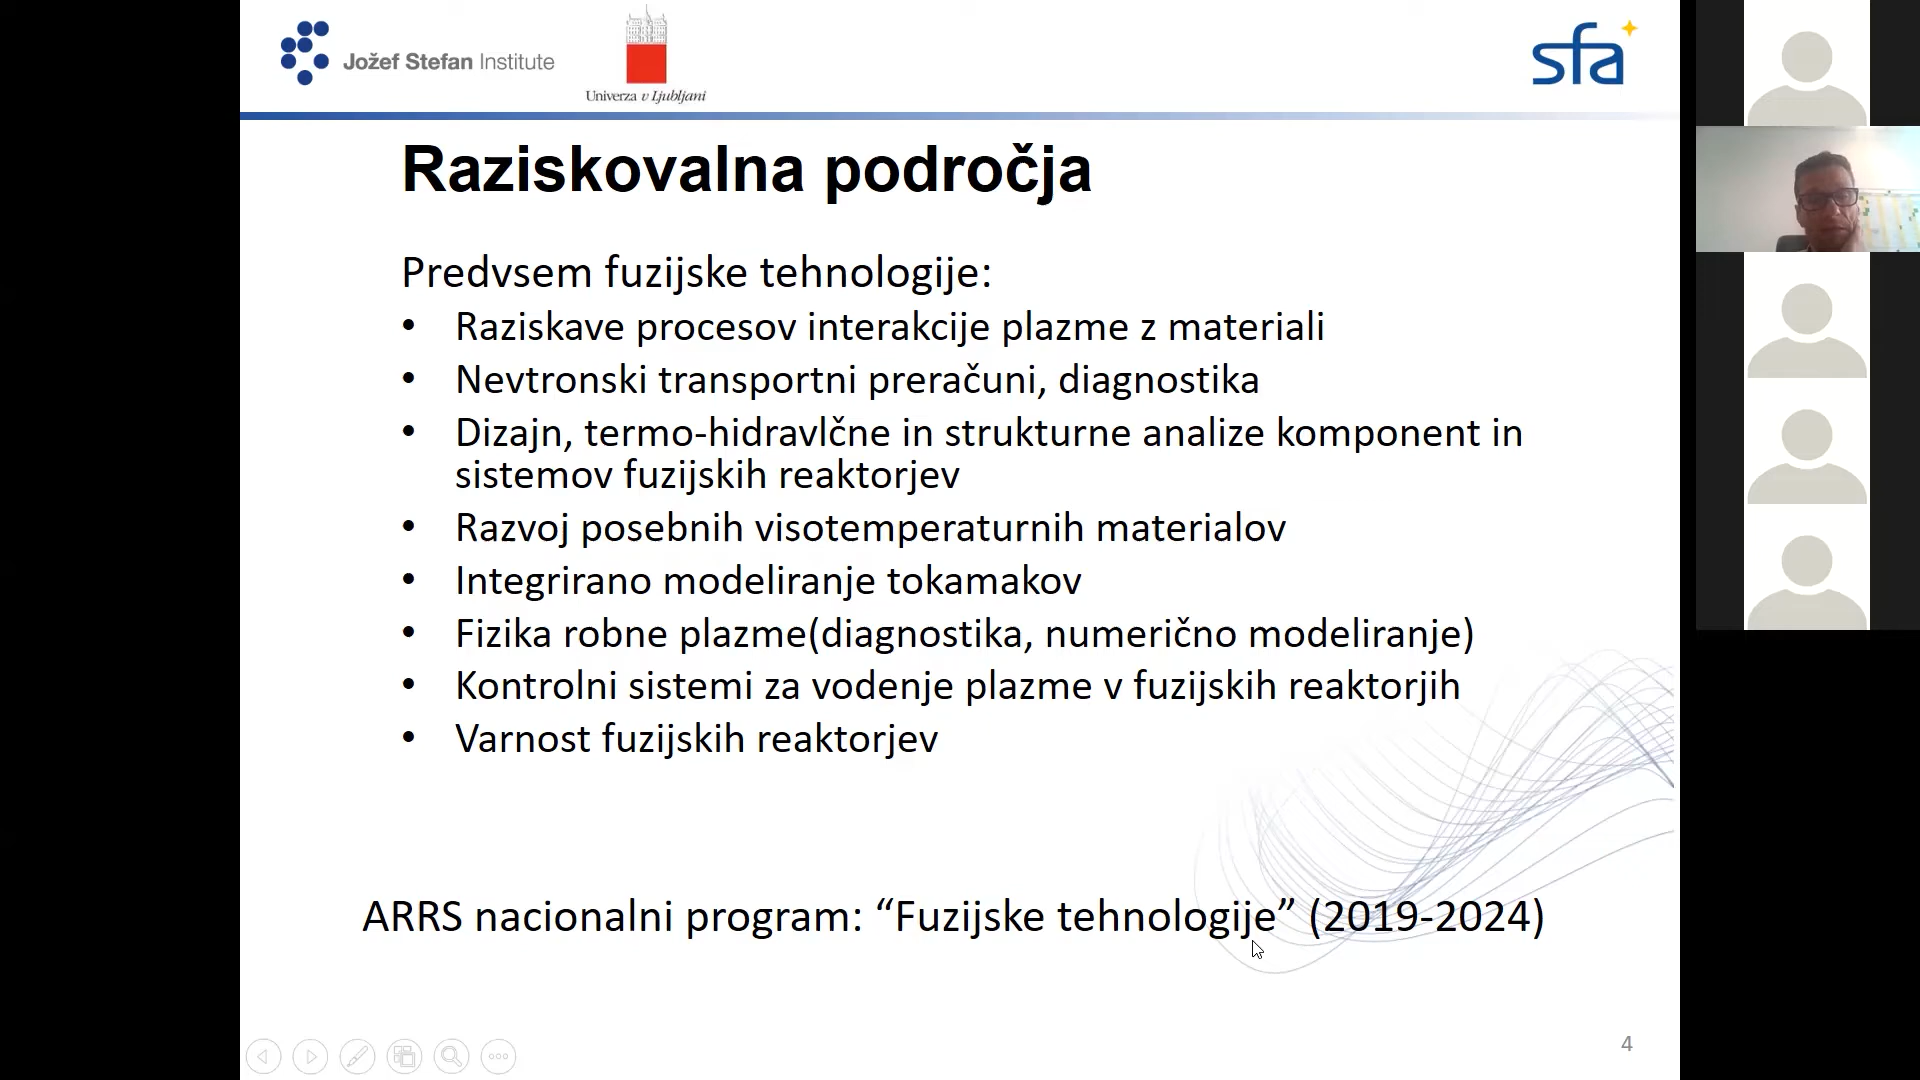 Jožef Stefan Institute
Univerza v Ljubljani
sfa
Raziskovalna področja
Predvsem fuzijske tehnologije:
• Raziskave procesov interakcije plazme z materiali
• Nevtronski transportni preračuni, diagnostika
• Dizajn, termo-hidravlčne in strukturne analize komponent in
sistemov fuzijskih reaktorjev
• Razvoj posebnih visotemperaturnih materialov
• Integrirano modeliranje tokamakov
• Fizika robne plazme(diagnostika, numerično modeliranje)
• Kontrolni sistemi za vodenje plazme v fuzijskih reaktorjih
• Varnost fuzijskih reaktorjev
ARRS nacionalni program: “Fuzijske tehnologije” (2019-2024)
4